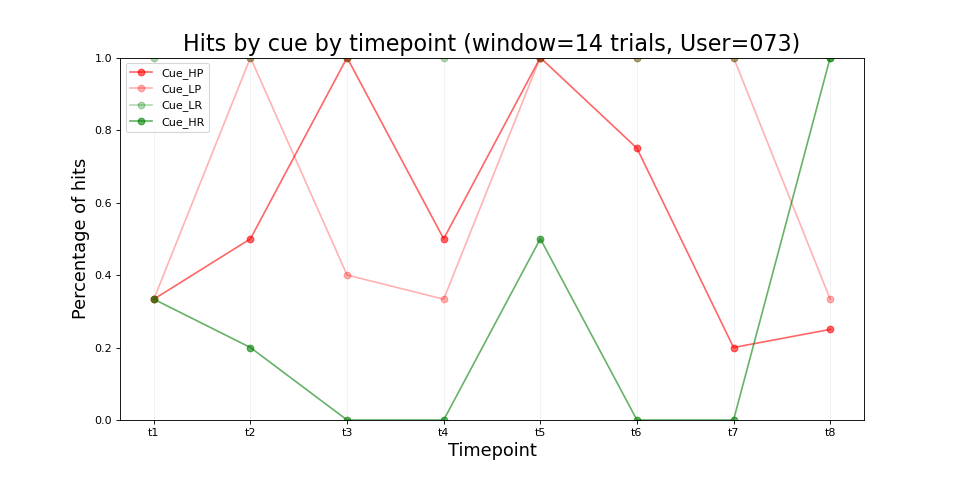 Hits by cue by timepoint (window=14 trials, User=073)
Percentage of hits
1.0
0.8
0.6
0.4
0.2
0.0
Cue_HP
Cue_LP
Cue_LR
Cue_HR
t1 t2 t3 t4 t5 t6 t7 t8
Timepoint